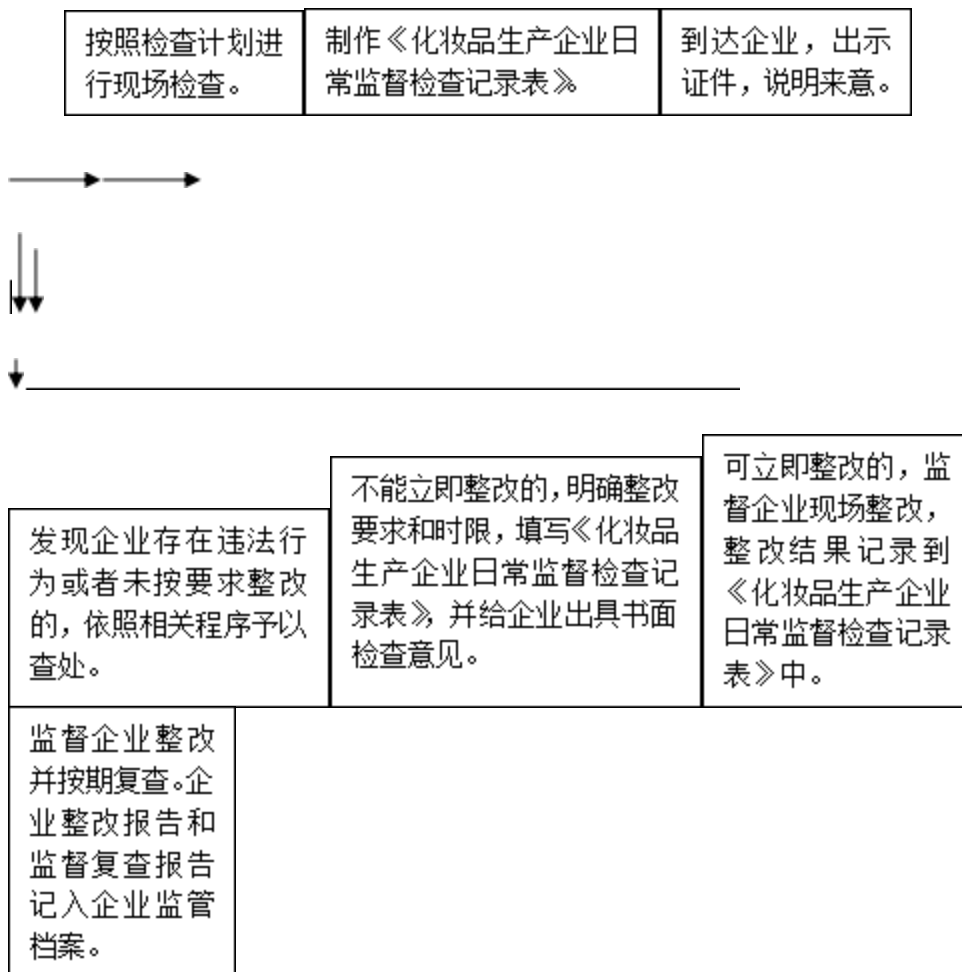 按照检查计划进
行现场检查。
制作《化妆品生产企业日
常监督检查记录表》。
到达企业，出示
证件，说明来意。
发现企业存在违法行
为或者未按要求整改
的，依照相关程序予以
查处。
不能立即整改的，明确整改
要求和时限，填写《化妆品
生产企业日常监督检查记
录表》，并给企业出具书面
检查意见。
可立即整改的，监
督企业现场整改，
整改结果记录到
《化妆品生产企业
日常监督检查记录
表》中。
监督企业整改
并按期复查。企
业整改报告和
监督复查报告
记入企业监管
档案。